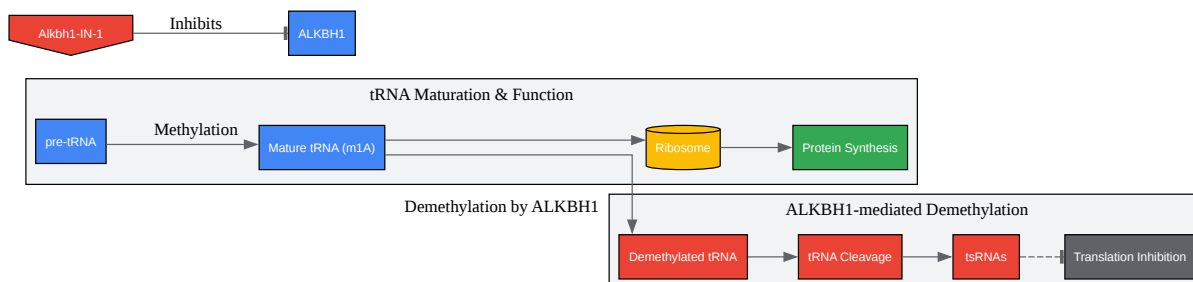 Alkbh1-IN-1
Inhibits
ALKBH1
tRNA Maturation & Function
pre-tRNA
Methylation
Mature tRNA (m1A)
Ribosome
Protein Synthesis
Demethylation by ALKBH1
ALKBH1-mediated Demethylation
Demethylated tRNA
tRNA Cleavage
tsRNAs
Translation Inhibition